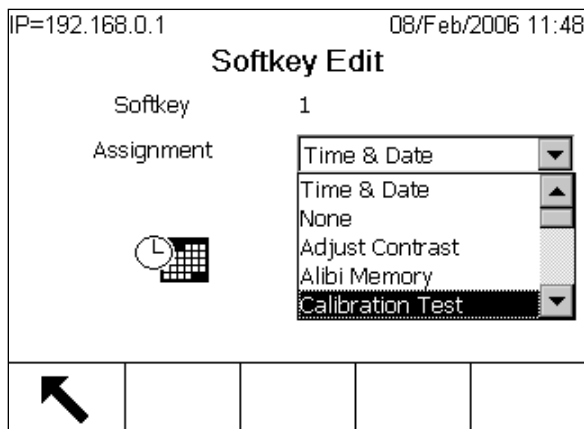 IP=192.168.0.1 08/Feb/2006 11:48
Softkey Edit
Softkey 1
Assignment Time & Date
Time & Date
None
Adjust Contrast
Alibi Memory
Calibration Test